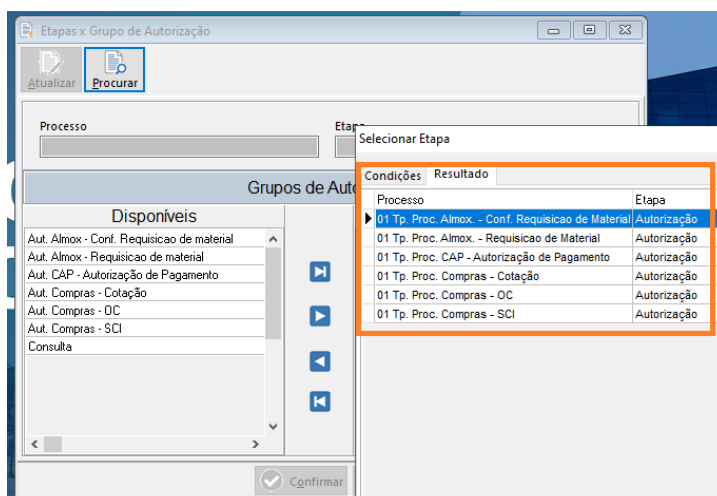 Etapas x Grupo de Autorização
Atualizar
Procurar
Processo
Selecionar Etapa
Condições
Resultado
Processo Etapa
01 Tp. Proc. Almox. - Conf. Requisicao de Material Autorização
01 Tp. Proc. Almox. - Requisicao de Material Autorização
01 Tp. Proc. CAP - Autorização de Pagamento Autorização
01 Tp. Proc. Compras - Cotação Autorização
01 Tp. Proc. Compras - OC Autorização
01 Tp. Proc. Compras - SCI Autorização
Grupos de
Disponíveis
Aut. Almox - Conf. Requisicao de material
Aut. Almox - Requisicao de material
Aut. CAP - Autorização de Pagamento
Aut. Compras - Cotação
Aut. Compras - OC
Aut. Compras - SCI
Consulta
Confirmar